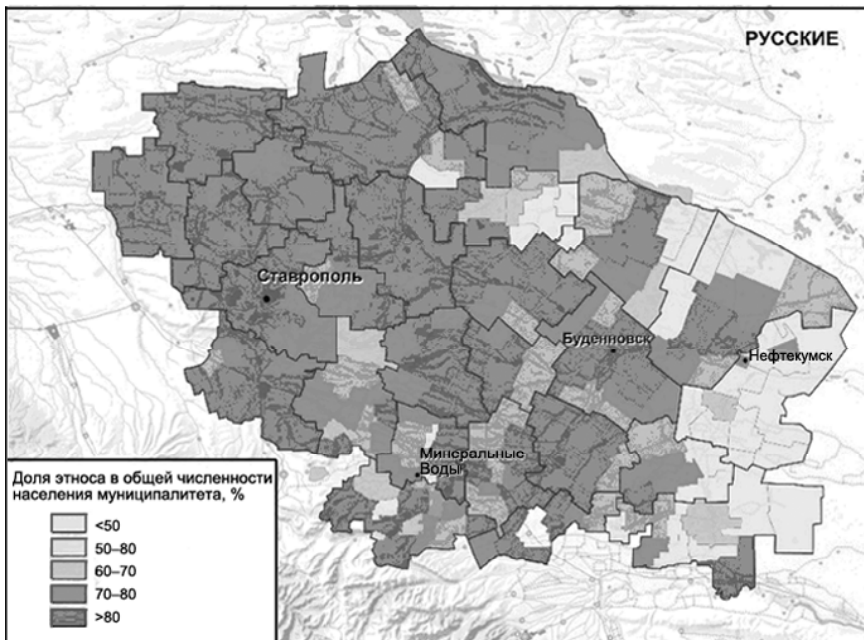 РУССКИЕ
Ставрополь
Буденновск
Нефтекумск
Минеральные
Воды
Доля этноса в общей численности
населения муниципалитета, %
<50
50–80
60–70
70–80
>80